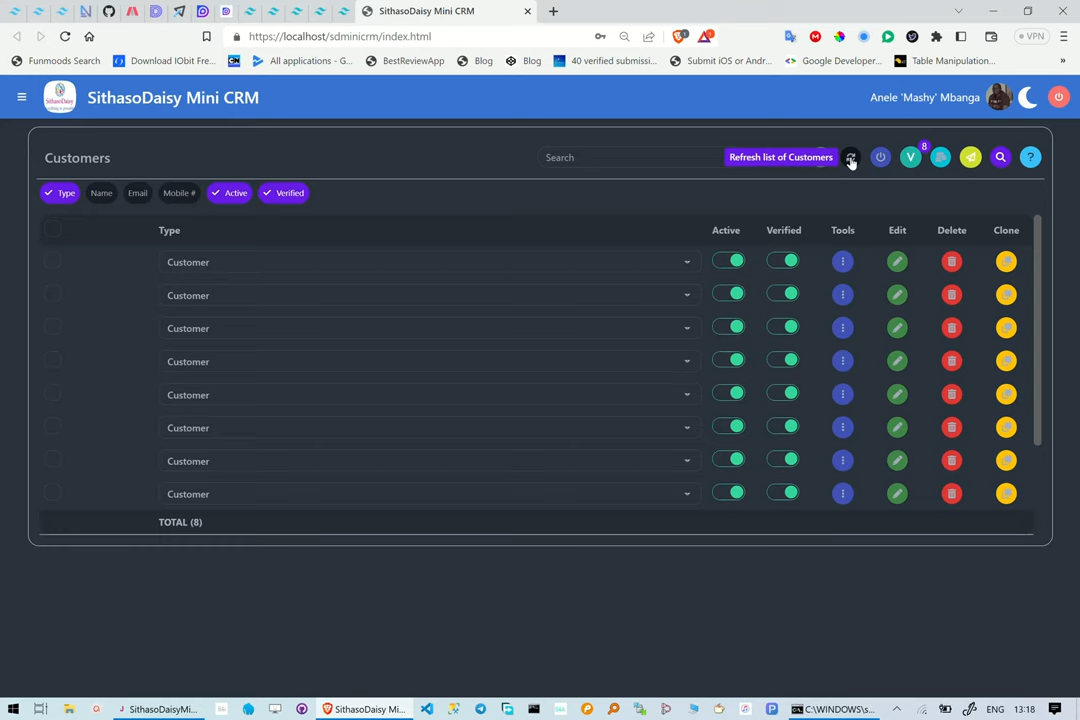 SithasoDaisy Mini CRM
https://localhost/sdminicrm/index.html
1
VPN
Funmoods Search
Download IObit Fre...
All applications - G...
BestReviewApp
Blog
Blog
40 verified submissi...
Submit iOS or Andr...
Google Developer...
Table Manipulation...
»
SithasoDaisy Mini CRM
Anele 'Mashy' Mbanga
Customers
Search
Refresh list of Customers
V
8
?
Type
Name
Email
Mobile #
Active
Verified
Type
Active
Verified
Tools
Edit
Delete
Clone
Customer
Customer
Customer
Customer
Customer
Customer
Customer
Customer
TOTAL (8)
SithasoDaisyMi...
SithasoDaisy Mi...
C:\WINDOWS\s...
ENG
13:18